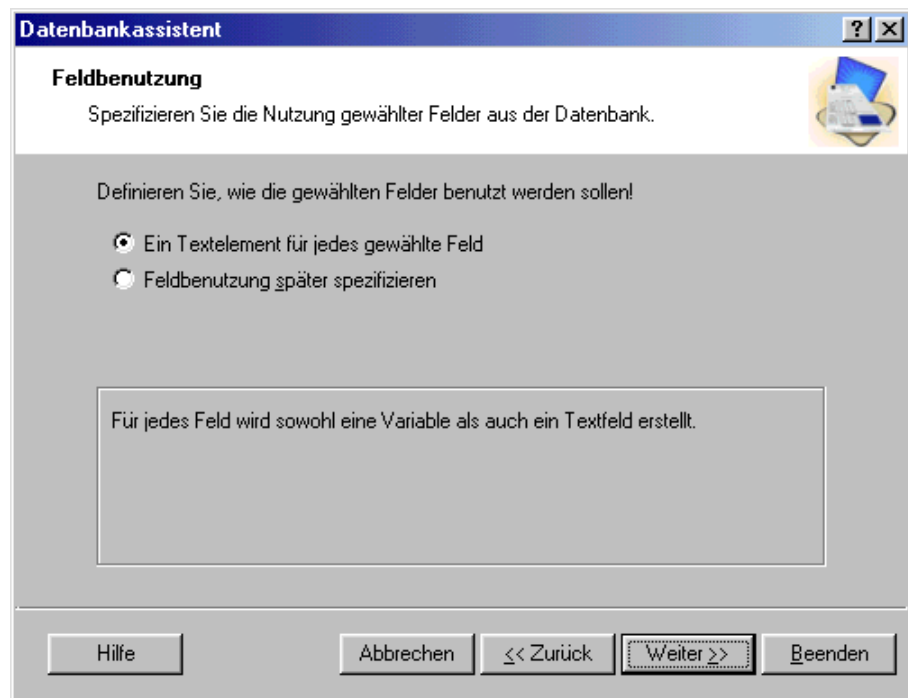 Datenbankassistent
Feldbenutzung
Spezifizieren Sie die Nutzung gewählter Felder aus der Datenbank.
Definieren Sie, wie die gewählten Felder benutzt werden sollen!
Ein Textelement für jedes gewählte Feld
Feldbenutzung später spezifizieren
Für jedes Feld wird sowohl eine Variable als auch ein Textfeld erstellt.
Hilfe
Abbrechen
<< Zurück
Weiter >>
Beenden